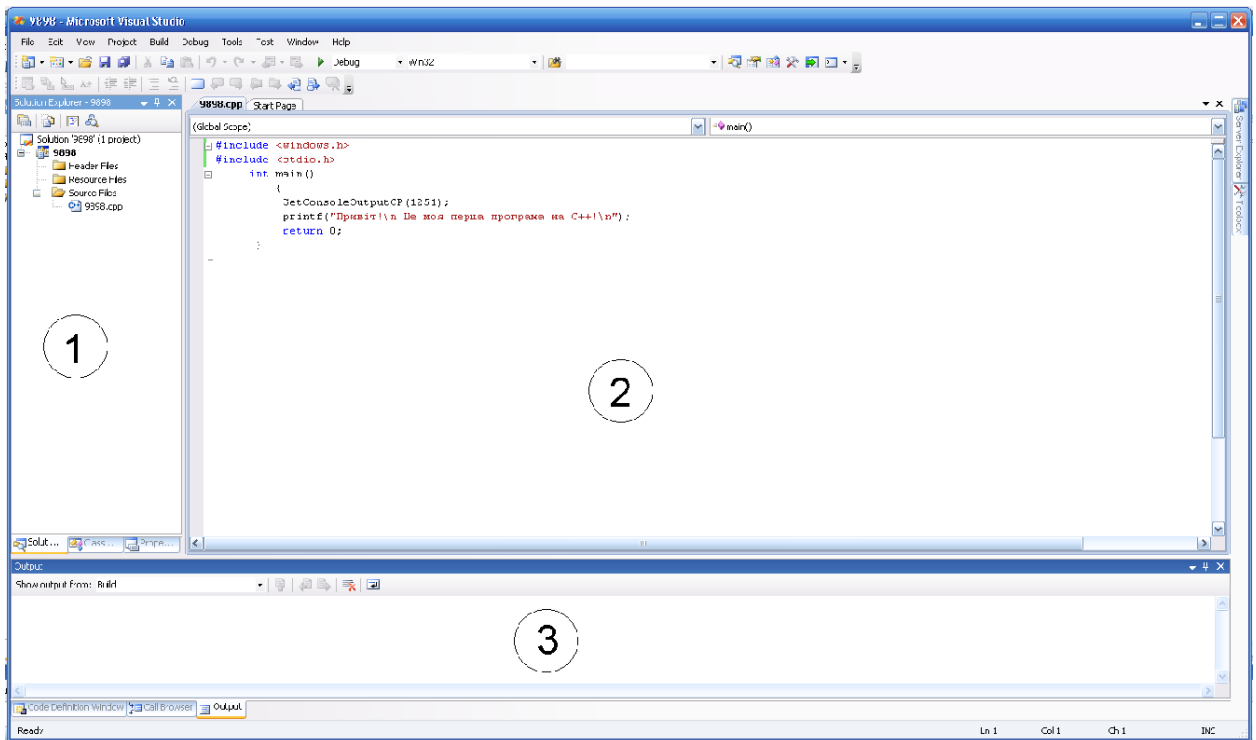 9898 - Microsoft Visual Studio
File Edit View Project Build Debug Tools Test Window Help
Debug Win32
Solution Explorer - 9898
9898.cpp Start Page
(Global Scope) main()
Solution '9898' (1 project)
9898
Header Files
Resource Files
Source Files
9898.cpp
#include <windows.h>
#include <stdio.h>
int main()
{
SetConsoleOutputCP(1251);
printf("Привіт!\n Це моя перша програма на C++!\n");
return 0;
}
Server Explorer
Toolbox
1
2
Solut... Class... Prope...
Output
Show output from: Build
3
Code Definition Window Call Browser Output
Ready Ln 1 Col 1 Ch 1 INS